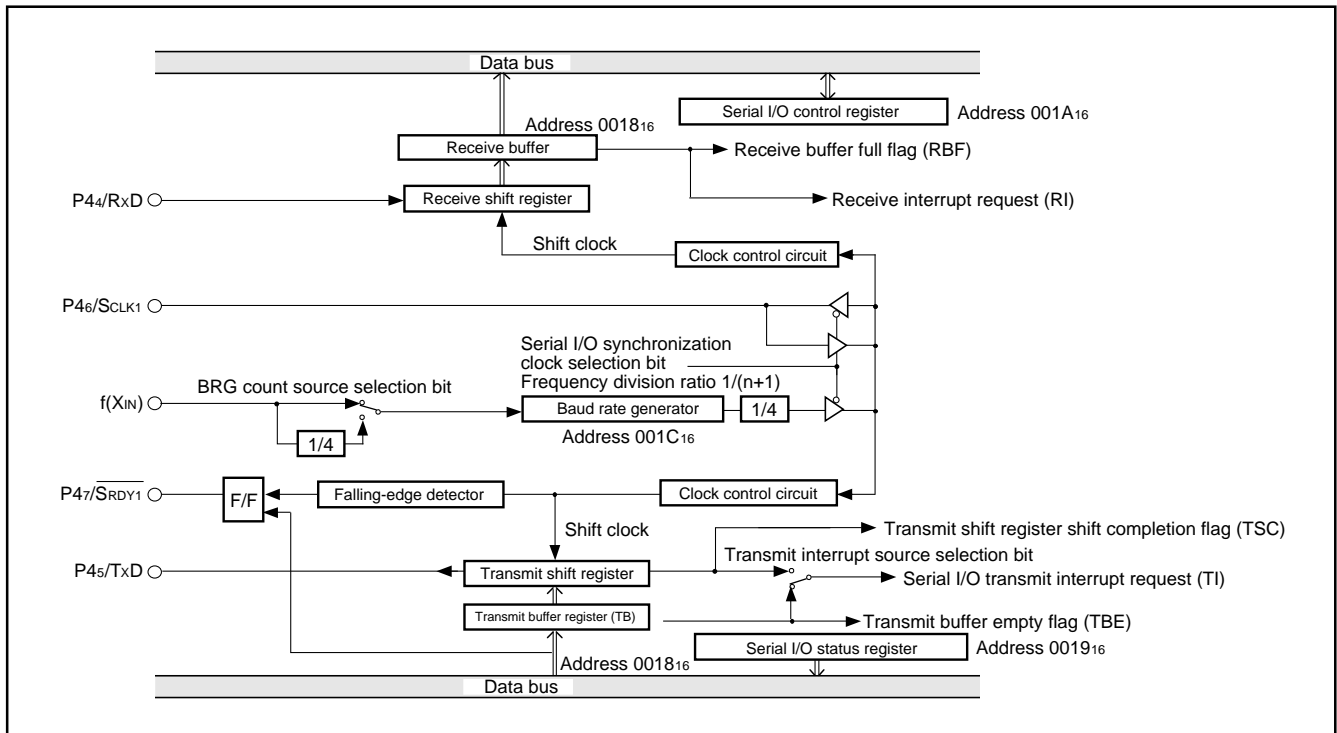 Data bus
Serial I/O control register
Address 001A16
Address 001816
Receive buffer
Receive buffer full flag (RBF)
P44/RxD
Receive shift register
Receive interrupt request (RI)
Shift clock
Clock control circuit
P46/SCLK1
Serial I/O synchronization
clock selection bit
Frequency division ratio 1/(n+1)
BRG count source selection bit
f(XIN)
Baud rate generator
1/4
Address 001C16
1/4
P47/SRDY1
F/F
Falling-edge detector
Clock control circuit
Shift clock
Transmit shift register shift completion flag (TSC)
Transmit interrupt source selection bit
P45/TxD
Transmit shift register
Serial I/O transmit interrupt request (TI)
Transmit buffer register (TB)
Transmit buffer empty flag (TBE)
Serial I/O status register
Address 001916
Address 001816
Data bus